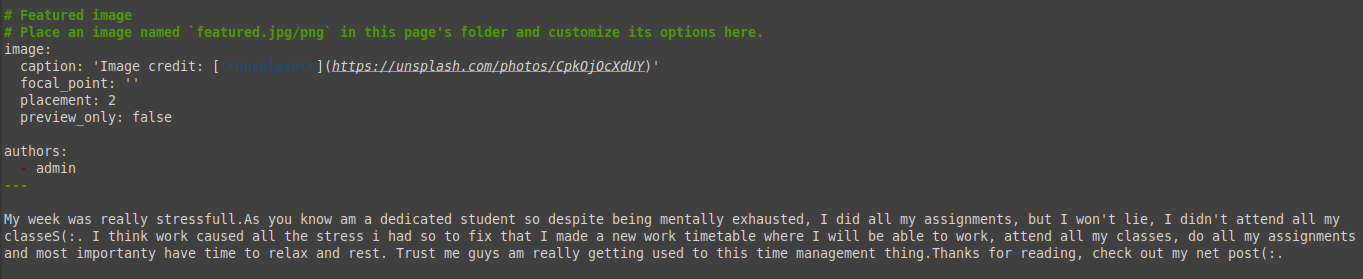 # Featured image
# Place an image named `featured.jpg/png` in this page's folder and customize its options here.
image:
  caption: 'Image credit: [**Unsplash**](https://unsplash.com/photos/CpkOjOcXdUY)'
  focal_point: ''
  placement: 2
  preview_only: false
authors:
  - admin
---
My week was really stressfull.As you know am a dedicated student so despite being mentally exhausted, I did all my assignments, but I won't lie, I didn't attend all my
classeS(:. I think work caused all the stress i had so to fix that I made a new work timetable where I will be able to work, attend all my classes, do all my assignments
and most importanty have time to relax and rest. Trust me guys am really getting used to this time management thing.Thanks for reading, check out my net post(:.